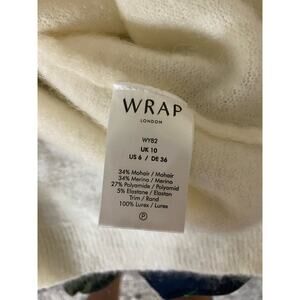 WRAP
LONDON
WY82
UK 10
US 6 / DE 36
34% Mohair / Mohair
34% Merino / Merino
27% Polyamide / Polyamid
5% Elastane / Elastan
Trim / Rand
100% Lurex / Lurex
P